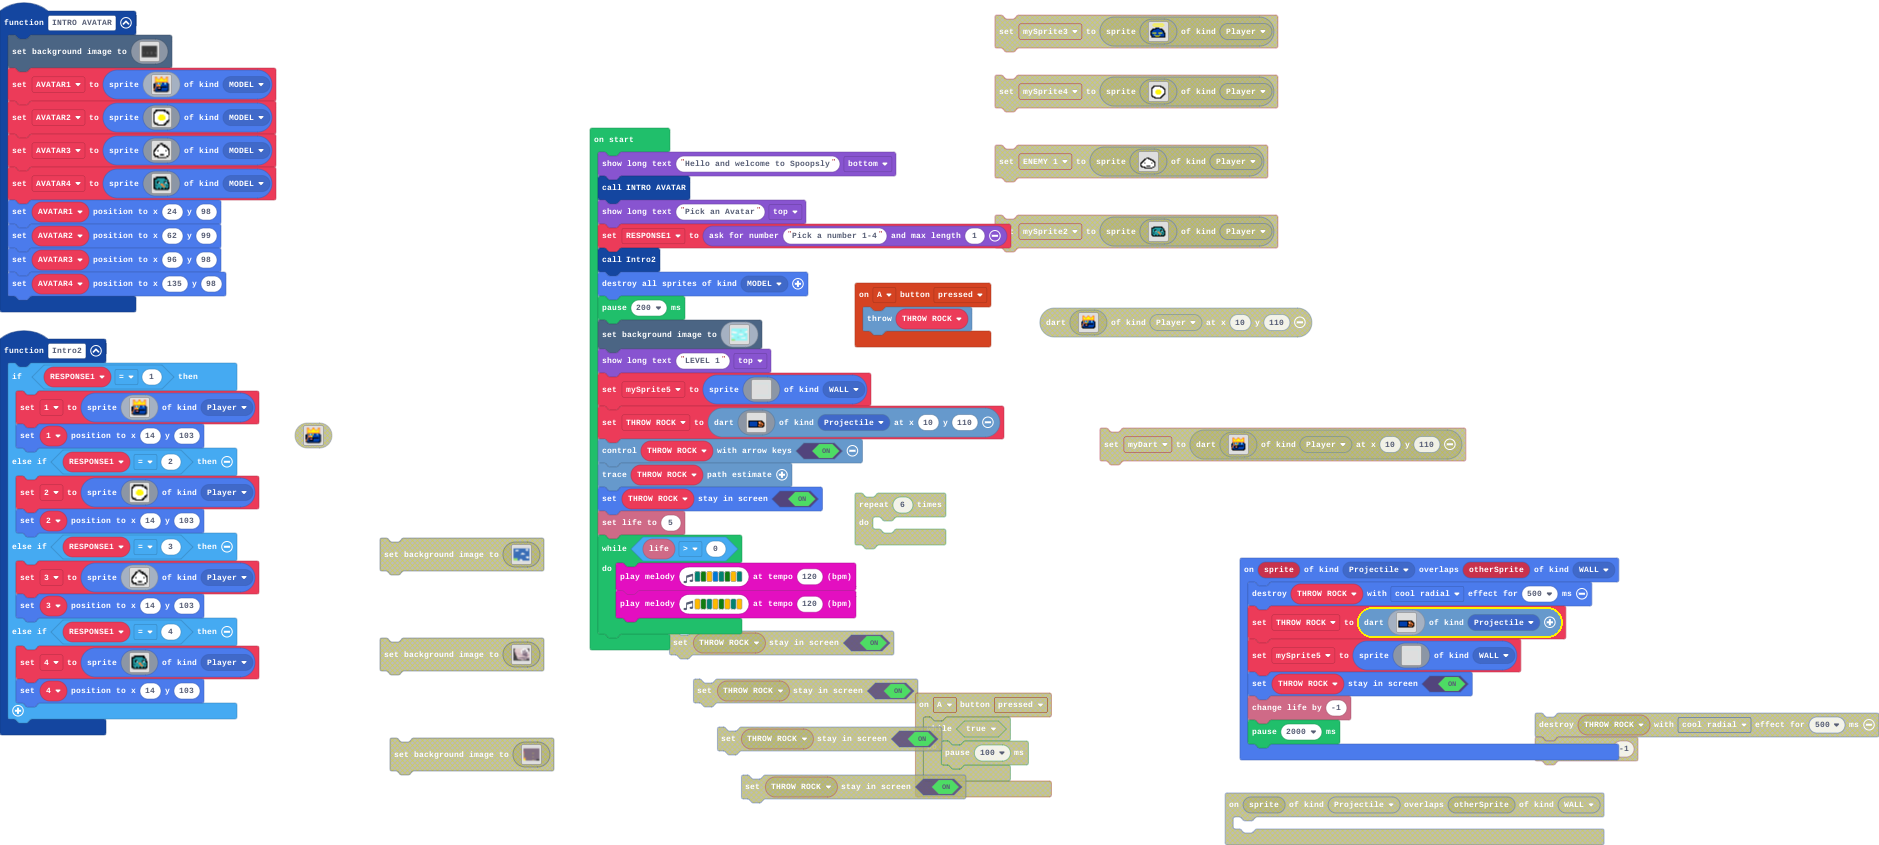 function INTRO AVATAR
set background image to
set AVATAR1 to sprite of kind MODEL
set AVATAR2 to sprite of kind MODEL
set AVATAR3 to sprite of kind MODEL
set AVATAR4 to sprite of kind MODEL
set AVATAR1 position to x 24 y 98
set AVATAR2 position to x 62 y 99
set AVATAR3 position to x 96 y 98
set AVATAR4 position to x 135 y 98
function Intro2
if RESPONSE1 = 1 then
set 1 to sprite of kind Player
set 1 position to x 14 y 103
else if RESPONSE1 = 2 then
set 2 to sprite of kind Player
set 2 position to x 14 y 103
else if RESPONSE1 = 3 then
set 3 to sprite of kind Player
set 3 position to x 14 y 103
else if RESPONSE1 = 4 then
set 4 to sprite of kind Player
set 4 position to x 14 y 103
set background image to
set background image to
set background image to
on start
show long text "Hello and welcome to Spoopsly" bottom
call INTRO AVATAR
show long text "Pick an Avatar" top
set RESPONSE1 to ask for number "Pick a number 1-4" and max length 1
call Intro2
destroy all sprites of kind MODEL
pause 200 ms
set background image to
show long text "LEVEL 1" top
set mySprite5 to sprite of kind WALL
set THROW ROCK to dart of kind Projectile at x 10 y 110
control THROW ROCK with arrow keys ON
trace THROW ROCK path estimate
set THROW ROCK stay in screen ON
set life to 5
while life > 0
do
play melody at tempo 120 (bpm)
play melody at tempo 120 (bpm)
set THROW ROCK stay in screen ON
set THROW ROCK stay in screen ON
set THROW ROCK stay in screen ON
set THROW ROCK stay in screen ON
on A button pressed
throw THROW ROCK
repeat 6 times
do
on A button pressed
true
pause 100 ms
set mySprite3 to sprite of kind Player
set mySprite4 to sprite of kind Player
set ENEMY 1 to sprite of kind Player
mySprite2 to sprite of kind Player
dart of kind Player at x 10 y 110
set myDart to dart of kind Player at x 10 y 110
on sprite of kind Projectile overlaps otherSprite of kind WALL
destroy THROW ROCK with cool radial effect for 500 ms
set THROW ROCK to dart of kind Projectile
set mySprite5 to sprite of kind WALL
set THROW ROCK stay in screen ON
change life by -1
pause 2000 ms
destroy THROW ROCK with cool radial effect for 500 ms
-1
on sprite of kind Projectile overlaps otherSprite of kind WALL